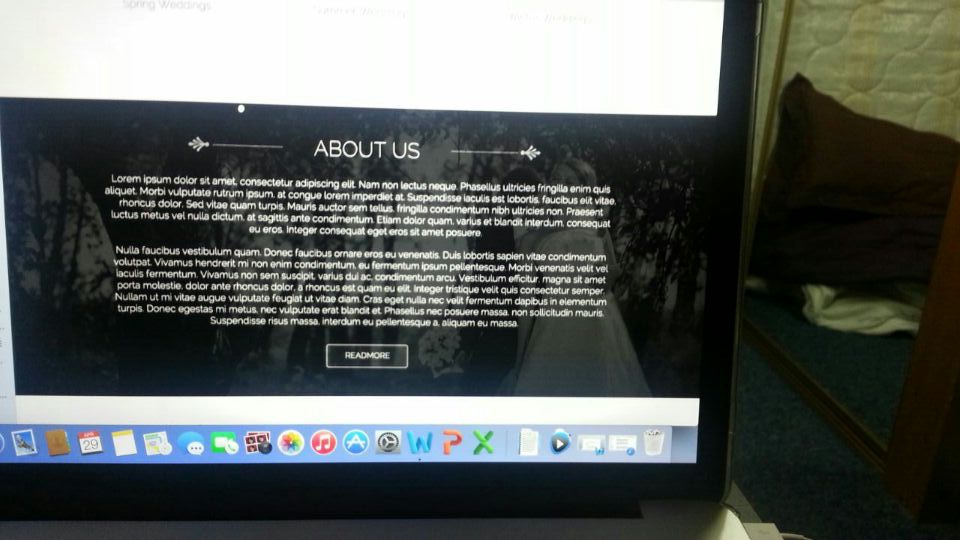 Spring Weddings
ABOUT US
Lorem ipsum dolor sit amet, consectetur adipiscing elit. Nam non lectus neque. Phasellus ultricies fringilla enim quis
aliquet. Morbi vulputate rutrum ipsum, at congue lorem imperdiet at. Suspendisse iaculis est lobortis, faucibus elit vitae,
rhoncus dolor. Sed vitae quam turpis. Mauris auctor sem tellus, fringilla condimentum nibh ultricies non. Praesent
luctus metus vel nulla dictum, at sagittis ante condimentum. Etiam dolor quam, varius et blandit interdum, consequat
eu eros. Integer consequat eget eros sit amet posuere.
Nulla faucibus vestibulum quam. Donec faucibus ornare eros eu venenatis. Duis lobortis sapien vitae condimentum
volutpat. Vivamus hendrerit mi non enim condimentum, eu fermentum ipsum pellentesque. Morbi venenatis velit vel
iaculis fermentum. Vivamus non sem suscipit, varius dui ac, condimentum arcu. Vestibulum efficitur, magna sit amet
porta molestie, dolor ante rhoncus dolor, a rhoncus est quam eu elit. Integer tristique velit quis consectetur semper.
Nullam ut mi vitae augue vulputate feugiat ut vitae diam. Cras eget nulla nec velit fermentum dapibus in elementum
turpis. Donec egestas mi metus, nec vulputate erat blandit et. Phasellus nec posuere massa, non sollicitudin mauris.
Suspendisse risus massa, interdum eu pellentesque a, aliquam eu massa.
READMORE
29
W P X